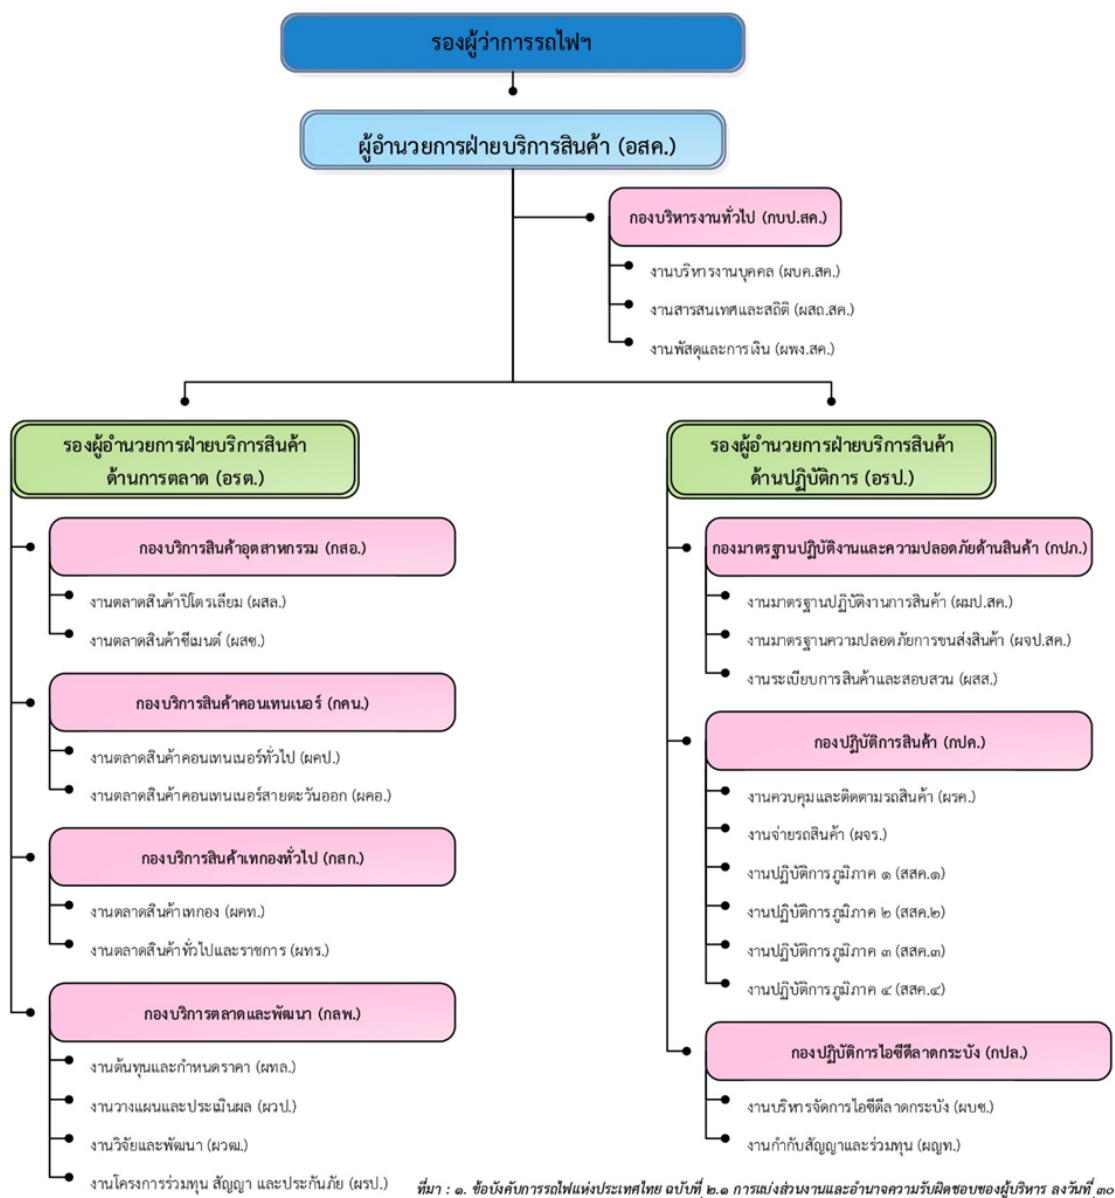 รองผู้ว่าการรถไฟฯ
ผู้อำนวยการฝ่ายบริการสินค้า (อสค.)
กองบริหารงานทั่วไป (กบป.สค.)
งานบริหารงานบุคคล (ผบค.สค.)
งานสารสนเทศและสถิติ (ผสถ.สค.)
งานพัสดุและการเงิน (ผพง.สค.)
รองผู้อำนวยการฝ่ายบริการสินค้า
ด้านการตลาด (อรต.)
กองบริการสินค้าอุตสาหกรรม (กสอ.)
งานตลาดสินค้าปิโตรเลียม (ผสล.)
งานตลาดสินค้าซีเมนต์ (ผสซ.)
กองบริการสินค้าคอนเทนเนอร์ (กคน.)
งานตลาดสินค้าคอนเทนเนอร์ทั่วไป (ผคป.)
งานตลาดสินค้าคอนเทนเนอร์สายตะวันออก (ผคอ.)
กองบริการสินค้าเทกองทั่วไป (กสก.)
งานตลาดสินค้าเทกอง (ผคท.)
งานตลาดสินค้าทั่วไปและราชการ (ผทร.)
กองบริการตลาดและพัฒนา (กลพ.)
งานต้นทุนและกำหนดราคา (ผทล.)
งานวางแผนและประเมินผล (ผวป.)
งานวิจัยและพัฒนา (ผวฒ.)
งานโครงการร่วมทุน สัญญา และประกันภัย (ผรป.)
รองผู้อำนวยการฝ่ายบริการสินค้า
ด้านปฏิบัติการ (อรป.)
กองมาตรฐานปฏิบัติงานและความปลอดภัยด้านสินค้า (กปภ.)
งานมาตรฐานปฏิบัติงานการสินค้า (ผมป.สค.)
งานมาตรฐานความปลอดภัยการขนส่งสินค้า (ผจป.สค.)
งานระเบียบการสินค้าและสอบสวน (ผสส.)
กองปฏิบัติการสินค้า (กปค.)
งานควบคุมและติดตามรถสินค้า (ผรค.)
งานจ่ายรถสินค้า (ผจร.)
งานปฏิบัติการภูมิภาค ๑ (สสค.๑)
งานปฏิบัติการภูมิภาค ๒ (สสค.๒)
งานปฏิบัติการภูมิภาค ๓ (สสค.๓)
งานปฏิบัติการภูมิภาค ๔ (สสค.๔)
กองปฏิบัติการไอซีดีลาดกระบัง (กปล.)
งานบริหารจัดการไอซีดีลาดกระบัง (ผบซ.)
งานกำกับสัญญาและร่วมทุน (ผญท.)
ที่มา : ๑. ข้อบังคับการรถไฟแห่งประเทศไทย ฉบับที่ ๒.๑ การแบ่งส่วนงานและอำนาจความรับผิดชอบของผู้บริหาร ลงวันที่ ๓๐